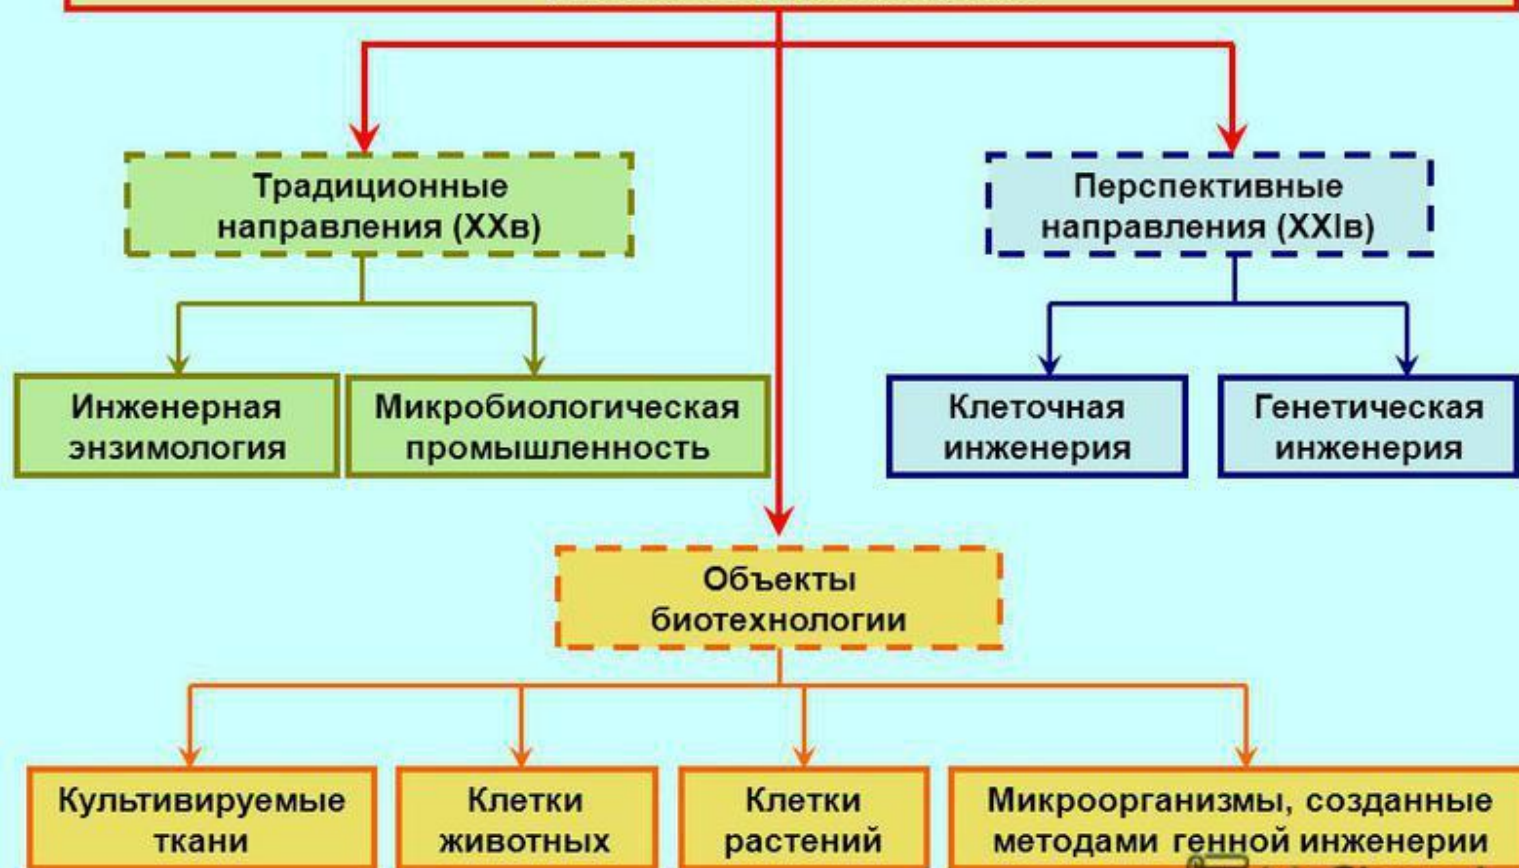 Традиционные
направления (XXв)
Перспективные
направления (XXIв)
Инженерная
энзимология
Микробиологическая
промышленность
Клеточная
инженерия
Генетическая
инженерия
Объекты
биотехнологии
Культивируемые
ткани
Клетки
животных
Клетки
растений
Микроорганизмы, созданные
методами генной инженерии